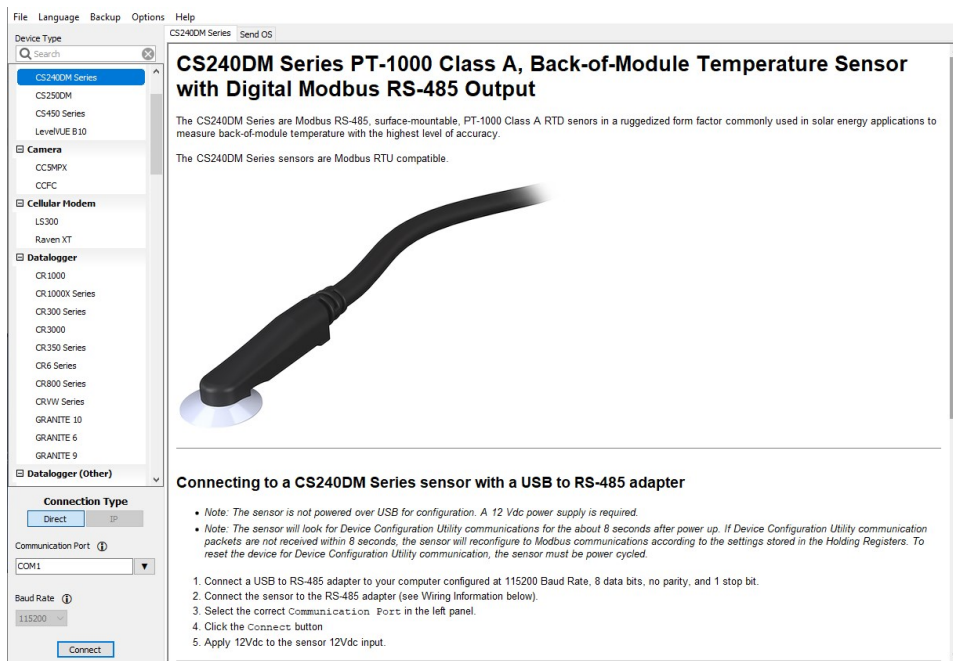 File Language Backup Options Help
Device Type
Search
CS240DM Series
CS250DM
CS450 Series
LevelVUE B10
Camera
CC5MPX
CCFC
Cellular Modem
LS300
Raven XT
Datalogger
CR1000
CR1000X Series
CR300 Series
CR3000
CR350 Series
CR6 Series
CR800 Series
CRVW Series
GRANITE 10
GRANITE 6
GRANITE 9
Datalogger (Other)
Connection Type
Direct IP
Communication Port
COM1
Baud Rate
115200
Connect
CS240DM Series Send OS
CS240DM Series PT-1000 Class A, Back-of-Module Temperature Sensor
with Digital Modbus RS-485 Output
The CS240DM Series are Modbus RS-485, surface-mountable, PT-1000 Class A RTD senors in a ruggedized form factor commonly used in solar energy applications to
measure back-of-module temperature with the highest level of accuracy.
The CS240DM Series sensors are Modbus RTU compatible.
Connecting to a CS240DM Series sensor with a USB to RS-485 adapter
• Note: The sensor is not powered over USB for configuration. A 12 Vdc power supply is required.
• Note: The sensor will look for Device Configuration Utility communications for the about 8 seconds after power up. If Device Configuration Utility communication
packets are not received within 8 seconds, the sensor will reconfigure to Modbus communications according to the settings stored in the Holding Registers. To
reset the device for Device Configuration Utility communication, the sensor must be power cycled.
1. Connect a USB to RS-485 adapter to your computer configured at 115200 Baud Rate, 8 data bits, no parity, and 1 stop bit.
2. Connect the sensor to the RS-485 adapter (see Wiring Information below).
3. Select the correct Communication Port in the left panel.
4. Click the Connect button
5. Apply 12Vdc to the sensor 12Vdc input.